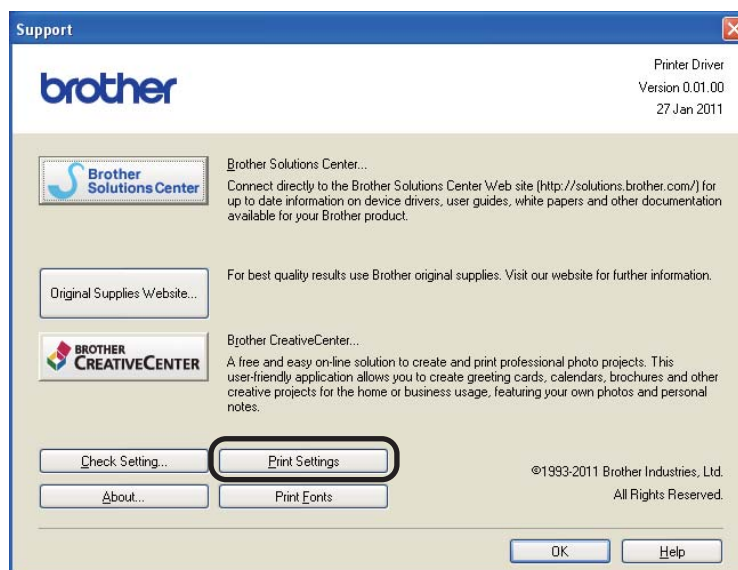 Support
brother
Printer Driver
Version 0.01.00
27 Jan 2011
Brother
Solutions Center
Brother Solutions Center...
Connect directly to the Brother Solutions Center Web site (http://solutions.brother.com/) for
up to date information on device drivers, user guides, white papers and other documentation
available for your Brother product.
Original Supplies Website...
For best quality results use Brother original supplies. Visit our website for further information.
BROTHER
CREATIVECENTER
Brother CreativeCenter...
A free and easy on-line solution to create and print professional photo projects. This
user-friendly application allows you to create greeting cards, calendars, brochures and other
creative projects for the home or business usage, featuring your own photos and personal
notes.
Check Setting...
Print Settings
©1993-2011 Brother Industries, Ltd.
About...
Print Fonts
All Rights Reserved.
OK
Help